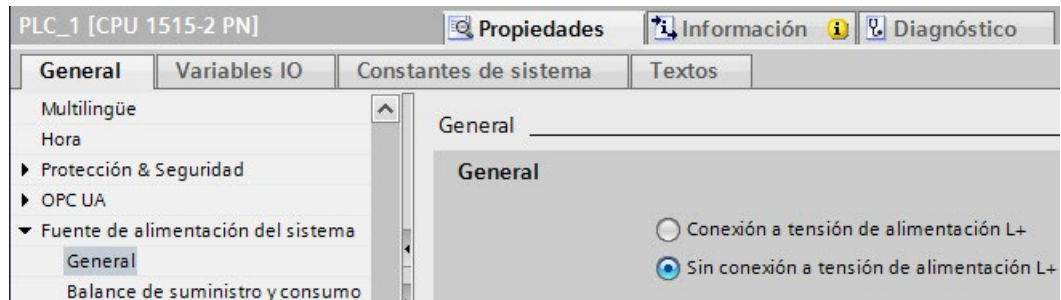 PLC_1 [CPU 1515-2 PN]
Propiedades
Información
Diagnóstico
General
Variables IO
Constantes de sistema
Textos
Multilingüe
Hora
Protección & Seguridad
OPC UA
Fuente de alimentación del sistema
General
Balance de suministro y consumo
General
General
Conexión a tensión de alimentación L+
Sin conexión a tensión de alimentación L+